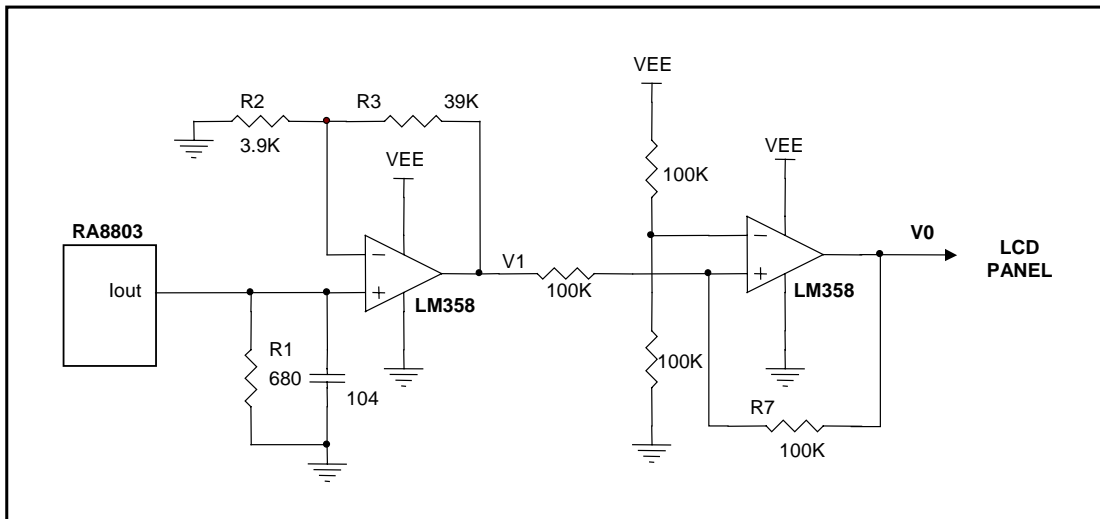 VEE
R2
R3
39K
3.9K
VEE
VEE
100K
RA8803
V0
LCD
PANEL
−
−
V1
Iout
+
+
100K
LM358
LM358
R1
680
104
100K
R7
100K